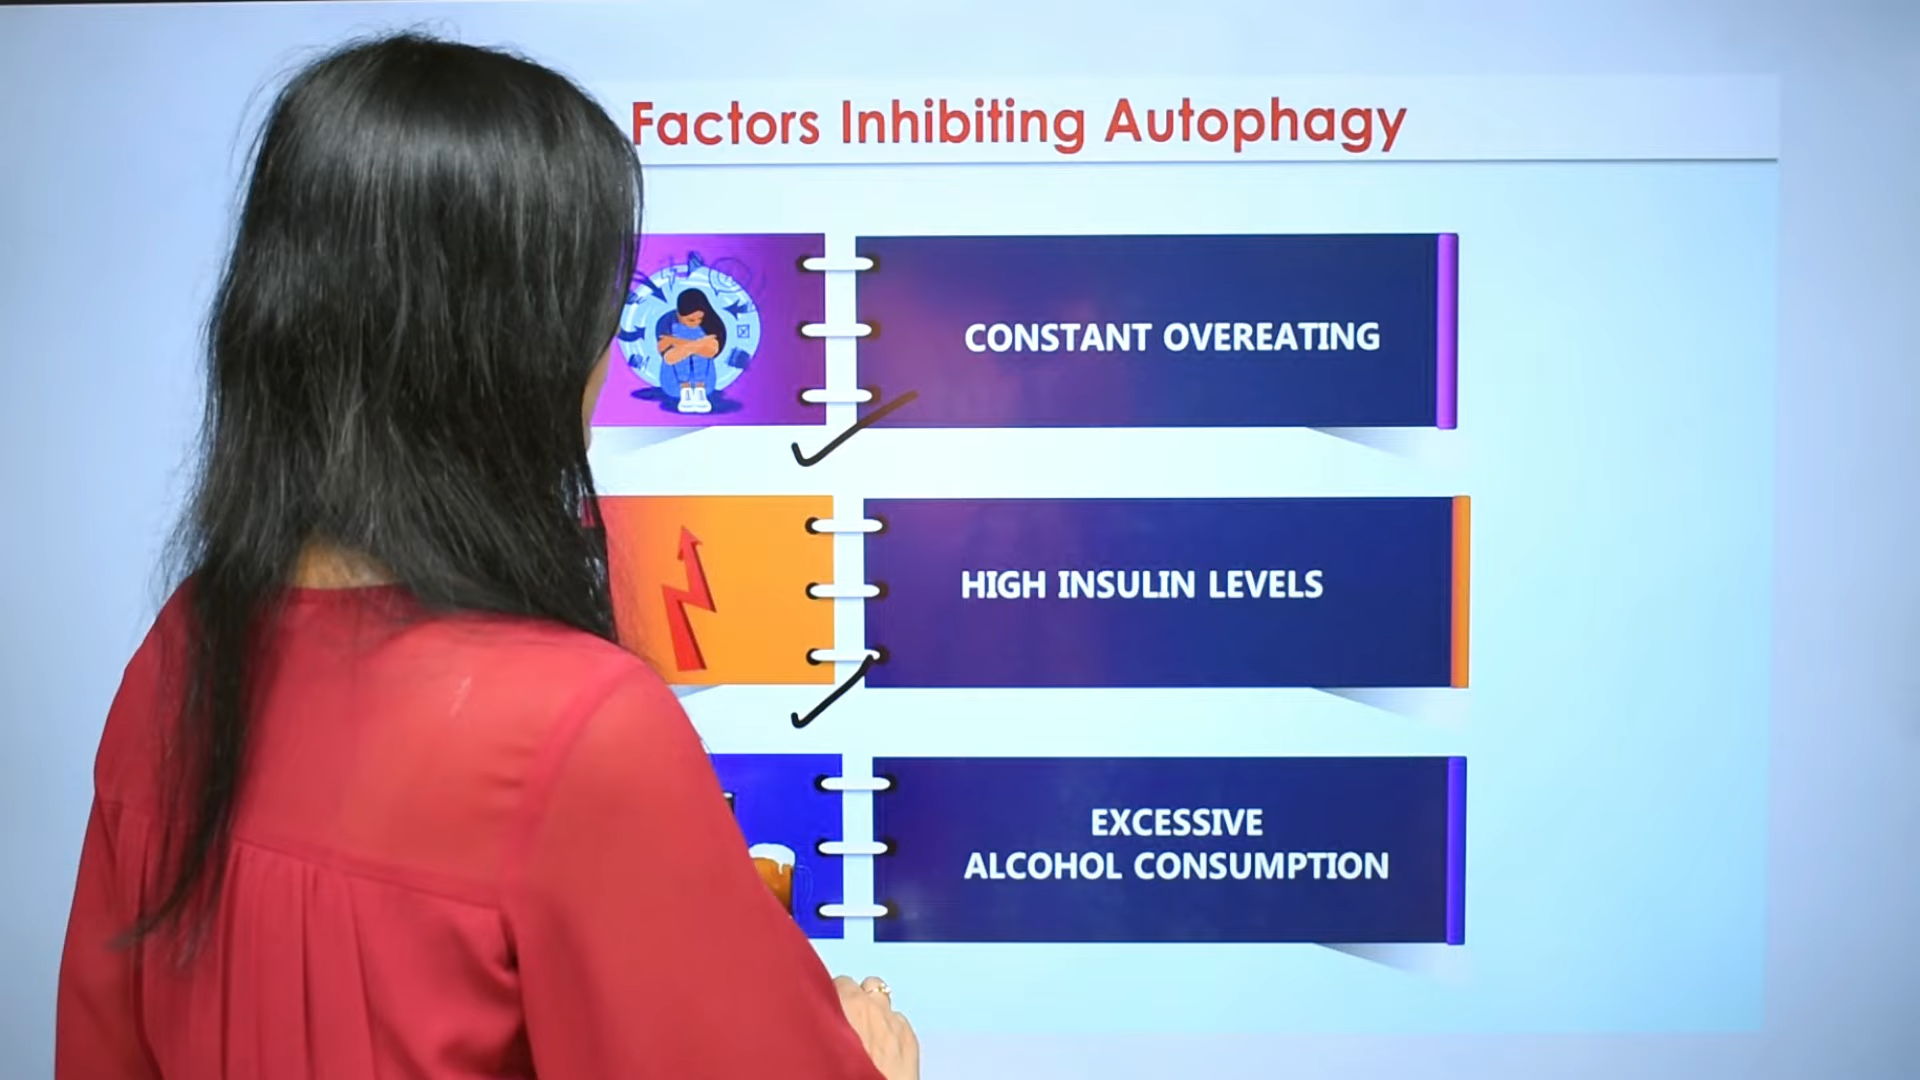 Factors Inhibiting Autophagy
CONSTANT OVEREATING
HIGH INSULIN LEVELS
EXCESSIVE
ALCOHOL CONSUMPTION